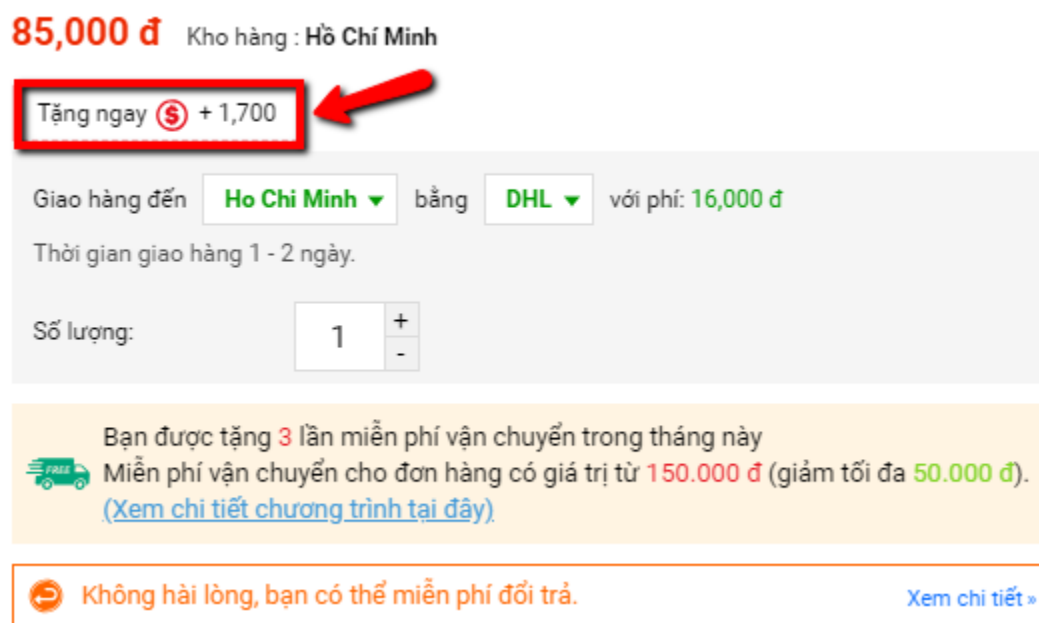 85,000 đ Kho hàng : Hồ Chí Minh
Tặng ngay $ + 1,700
Giao hàng đến Ho Chi Minh bằng DHL với phí: 16,000 đ
Thời gian giao hàng 1 - 2 ngày.
Số lượng: 1 + -
Bạn được tặng 3 lần miễn phí vận chuyển trong tháng này
FREE Miễn phí vận chuyển cho đơn hàng có giá trị từ 150.000 đ (giảm tối đa 50.000 đ).
(Xem chi tiết chương trình tại đây)
Không hài lòng, bạn có thể miễn phí đổi trả. Xem chi tiết »